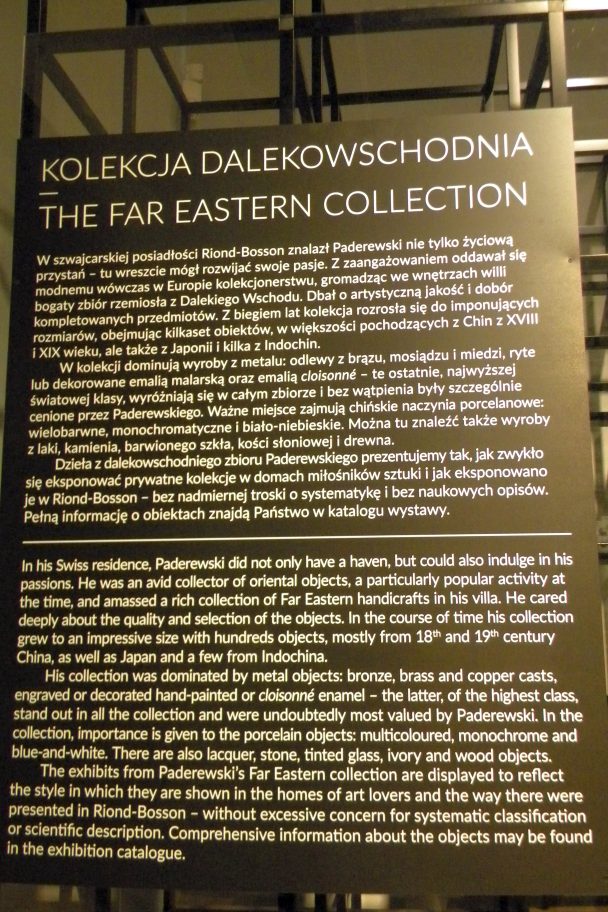 KOLEKCJA DALEKOWSCHODNIA
THE FAR EASTERN COLLECTION
W szwajcarskiej posiadłości Riond-Bosson znalazł Paderewski nie tylko życiową
przystań – tu wreszcie mógł rozwijać swoje pasje. Z zaangażowaniem oddawał się
modnemu wówczas w Europie kolekcjonerstwu, gromadząc we wnętrzach willi
bogaty zbiór rzemiosła z Dalekiego Wschodu. Dbał o artystyczną jakość i dobór
kompletowanych przedmiotów. Z biegiem lat kolekcja rozrosła się do imponujących
rozmiarów, obejmując kilkaset obiektów, w większości pochodzących z Chin z XVIII
i XIX wieku, ale także z Japonii i kilka z Indochin.
W kolekcji dominują wyroby z metalu: odlewy z brązu, mosiądzu i miedzi, ryte
lub dekorowane emalią malarską oraz emalią cloisonné – te ostatnie, najwyższej
światowej klasy, wyróżniają się w całym zbiorze i bez wątpienia były szczególnie
cenione przez Paderewskiego. Ważne miejsce zajmują chińskie naczynia porcelanowe:
wielobarwne, monochromatyczne i biało-niebieskie. Można tu znaleźć także wyroby
z laki, kamienia, barwionego szkła, kości słoniowej i drewna.
Dzieła z dalekowschodniego zbioru Paderewskiego prezentujemy tak, jak zwykło
się eksponować prywatne kolekcje w domach miłośników sztuki i jak eksponowano
je w Riond-Bosson – bez nadmiernej troski o systematykę i bez naukowych opisów.
Pełną informację o obiektach znajdą Państwo w katalogu wystawy.
In his Swiss residence, Paderewski did not only have a haven, but could also indulge in his
passions. He was an avid collector of oriental objects, a particularly popular activity at
the time, and amassed a rich collection of Far Eastern handicrafts in his villa. He cared
deeply about the quality and selection of the objects. In the course of time his collection
grew to an impressive size with hundreds objects, mostly from 18th and 19th century
China, as well as Japan and a few from Indochina.
His collection was dominated by metal objects: bronze, brass and copper casts,
engraved or decorated hand-painted or cloisonné enamel – the latter, of the highest class,
stand out in all the collection and were undoubtedly most valued by Paderewski. In the
collection, importance is given to the porcelain objects: multicoloured, monochrome and
blue-and-white. There are also lacquer, stone, tinted glass, ivory and wood objects.
The exhibits from Paderewski's Far Eastern collection are displayed to reflect
the style in which they are shown in the homes of art lovers and the way there were
presented in Riond-Bosson – without excessive concern for systematic classification
or scientific description. Comprehensive information about the objects may be found
in the exhibition catalogue.